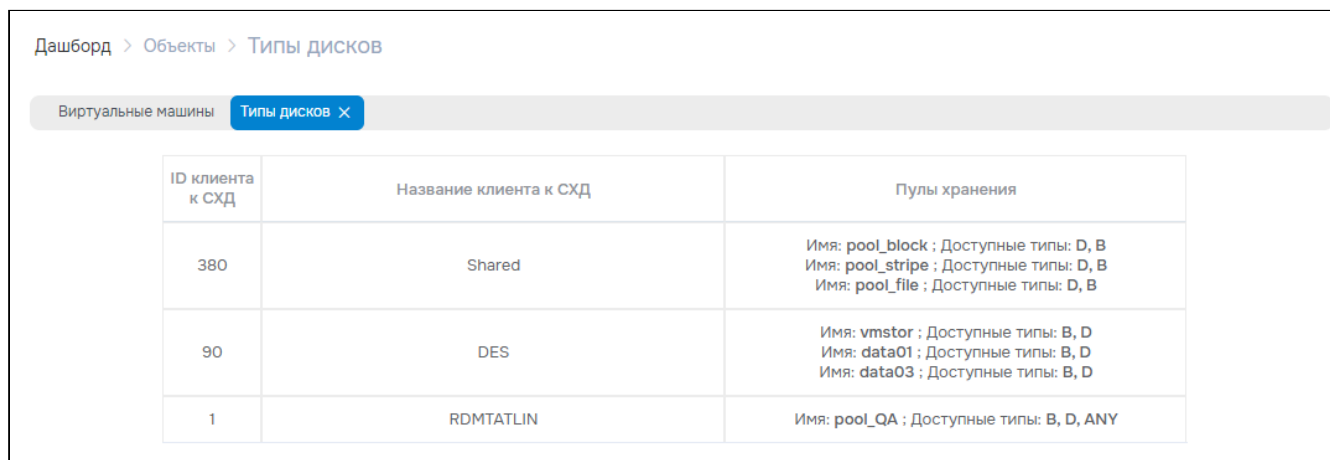 Дашборд > Объекты > Типы дисков
Виртуальные машины Типы дисков ×
ID клиента к СХД Название клиента к СХД Пулы хранения
380 Shared Имя: pool_block ; Доступные типы: D, B
Имя: pool_stripe ; Доступные типы: D, B
Имя: pool_file ; Доступные типы: D, B
90 DES Имя: vmstor ; Доступные типы: B, D
Имя: data01 ; Доступные типы: B, D
Имя: data03 ; Доступные типы: B, D
1 RDMTATLIN Имя: pool_QA ; Доступные типы: B, D, ANY